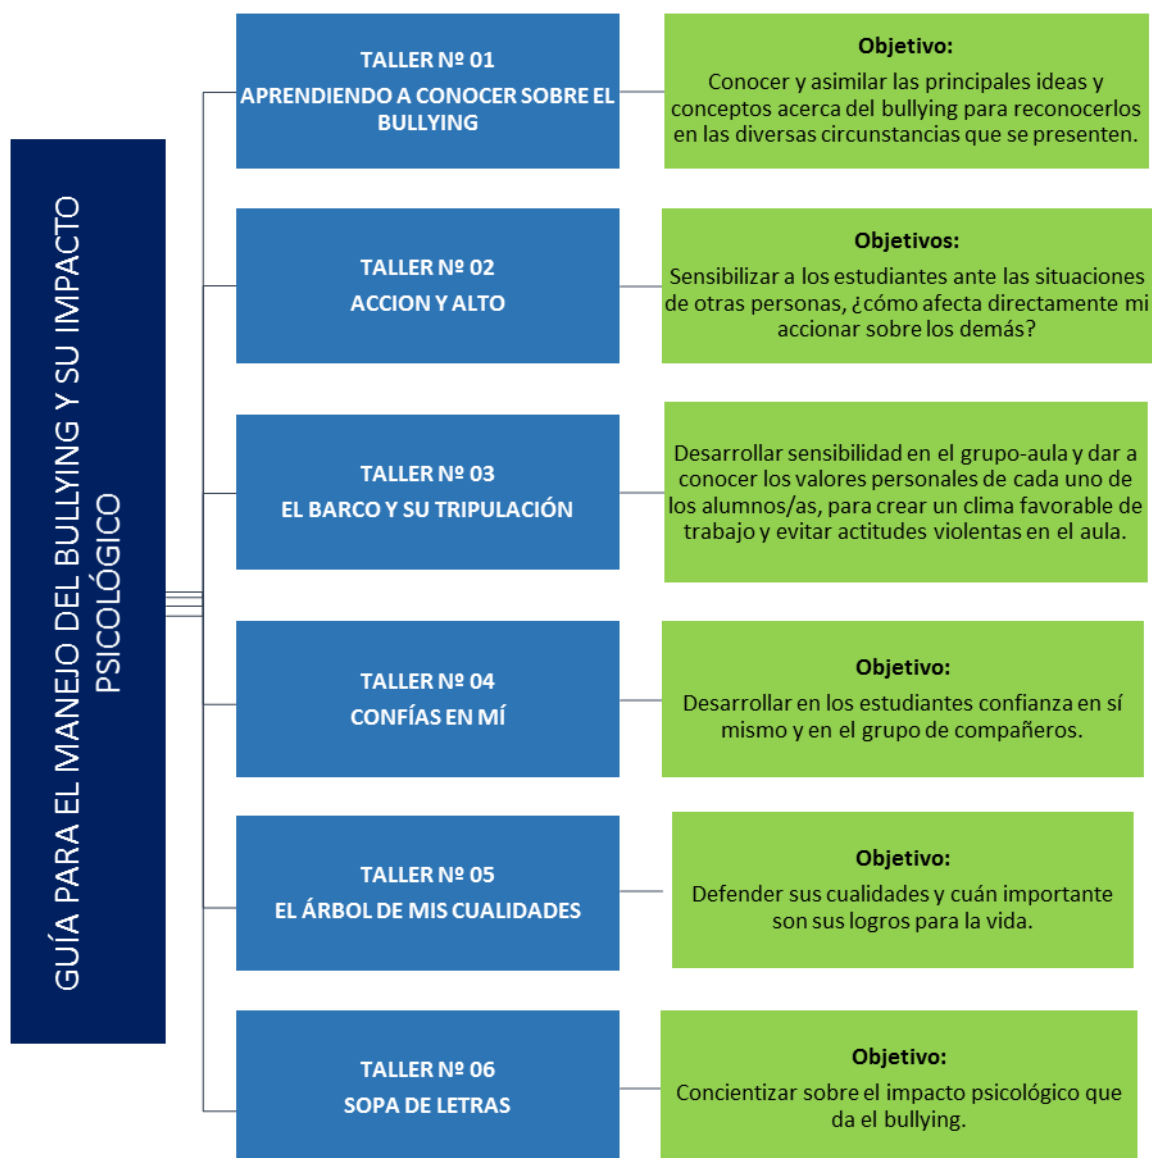 GUÍA PARA EL MANEJO DEL BULLYING Y SU IMPACTO
PSICOLÓGICO
TALLER Nº 01
APRENDIENDO A CONOCER SOBRE EL
BULLYING
Objetivo:
Conocer y asimilar las principales ideas y
conceptos acerca del bullying para reconocerlos
en las diversas circunstancias que se presenten.
TALLER Nº 02
ACCION Y ALTO
Objetivos:
Sensibilizar a los estudiantes ante las situaciones
de otras personas, ¿cómo afecta directamente mi
accionar sobre los demás?
TALLER Nº 03
EL BARCO Y SU TRIPULACIÓN
Desarrollar sensibilidad en el grupo-aula y dar a
conocer los valores personales de cada uno de
los alumnos/as, para crear un clima favorable de
trabajo y evitar actitudes violentas en el aula.
TALLER Nº 04
CONFÍAS EN MÍ
Objetivo:
Desarrollar en los estudiantes confianza en sí
mismo y en el grupo de compañeros.
TALLER Nº 05
EL ÁRBOL DE MIS CUALIDADES
Objetivo:
Defender sus cualidades y cuán importante
son sus logros para la vida.
TALLER Nº 06
SOPA DE LETRAS
Objetivo:
Concientizar sobre el impacto psicológico que
da el bullying.